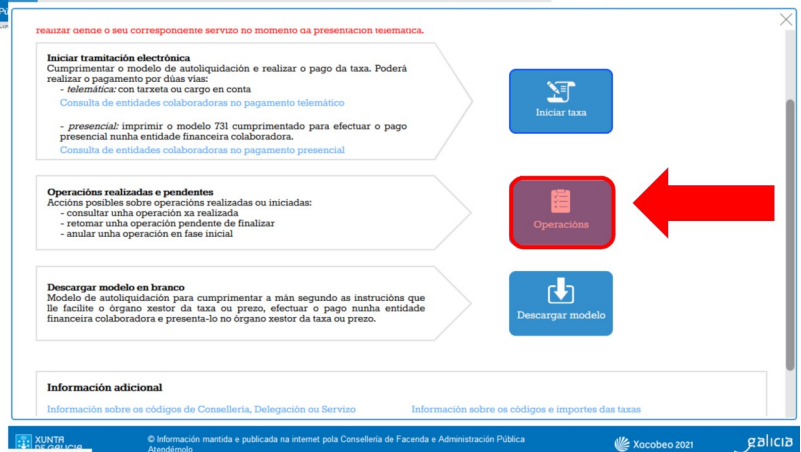 realizar dende o seu correspondente servizo no momento da presentación telemática.
Iniciar tramitación electrónica
Cumprimentar o modelo de autoliquidación e realizar o pago da taxa. Poderá
realizar o pagamento por dúas vías:
- telemática: con tarxeta ou cargo en conta
Consulta de entidades colaboradoras no pagamento telemático
- presencial: imprimir o modelo 731 cumprimentado para efectuar o pago
presencial nunha entidade financeira colaboradora.
Consulta de entidades colaboradoras no pagamento presencial
Iniciar taxa
Operacións realizadas e pendentes
Accións posibles sobre operacións realizadas ou iniciadas:
- consultar unha operación xa realizada
- retomar unha operación pendente de finalizar
- anular unha operación en fase inicial
Operacións
Descargar modelo en branco
Modelo de autoliquidación para cumprimentar a mán segundo as instrucións que
lle facilite o órgano xestor da taxa ou prezo, efectuar o pago nunha entidade
financeira colaboradora e presenta-lo no órgano xestor da taxa ou prezo.
Descargar modelo
Información adicional
Información sobre os códigos de Consellería, Delegación ou Servizo
Información sobre os códigos e importes das taxas
XUNTA
DE GALICIA
© Información mantida e publicada na internet pola Consellería de Facenda e Administración Pública
Atendémolo
Xacobeo 2021
galicia